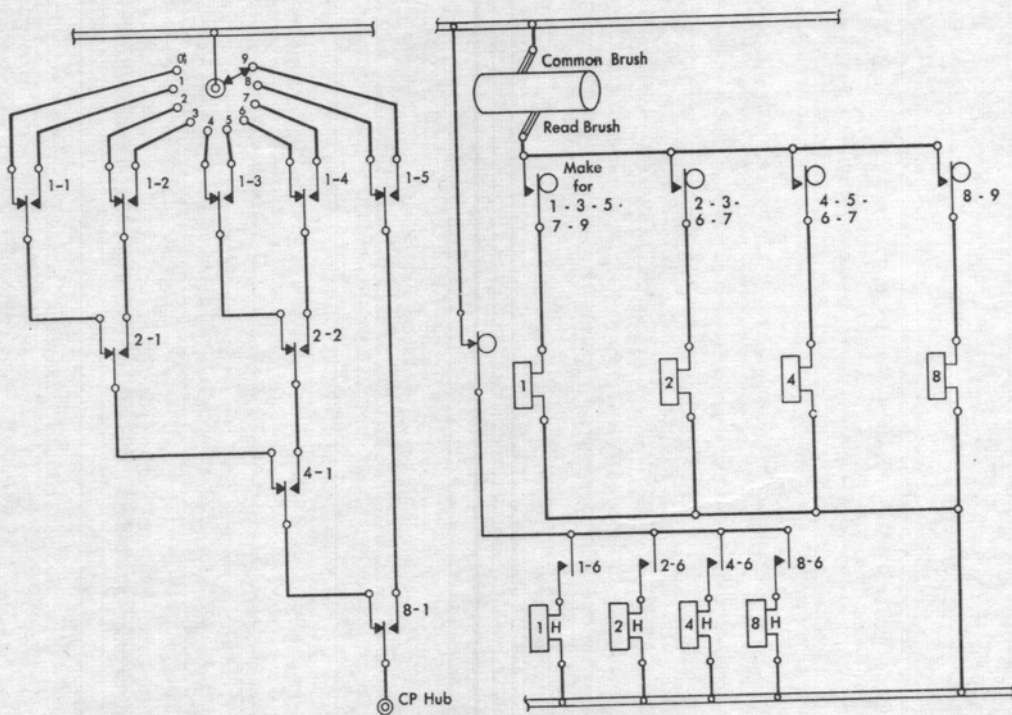 0
1
2
3
4
5
6
7
8
9
1-1
1-2
1-3
1-4
1-5
2-1
2-2
4-1
8-1
CP Hub
Common Brush
Read Brush
Make
for
1 - 3 - 5 -
7 - 9
2 - 3 -
6 - 7
4 - 5 -
6 - 7
8 - 9
1
2
4
8
1-6
2-6
4-6
8-6
1 H
2 H
4 H
8 H